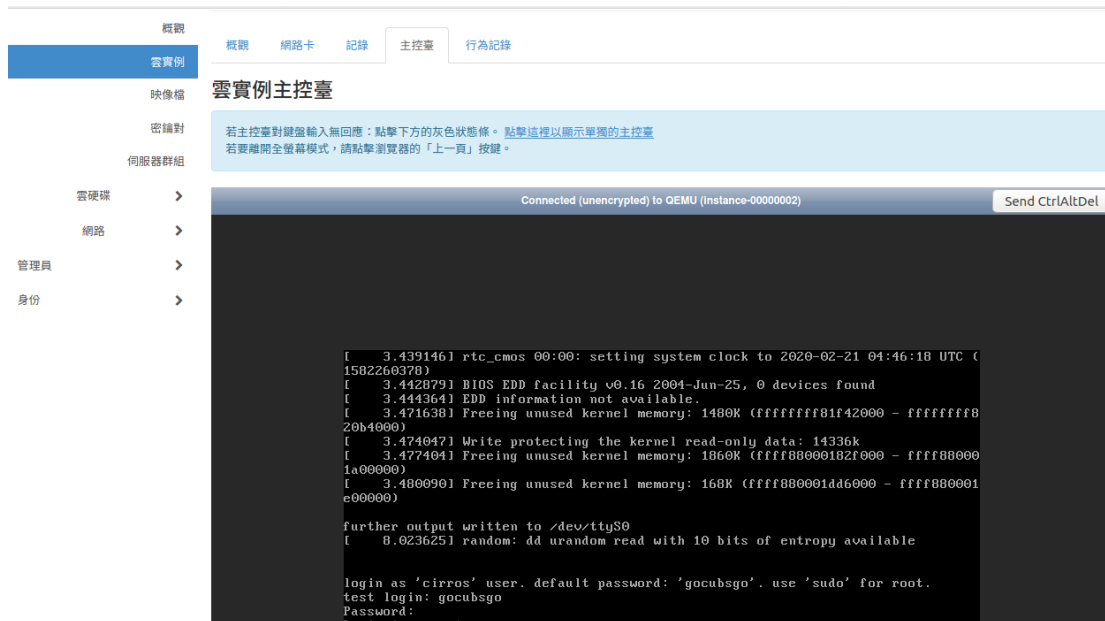 概觀
雲實例
映像檔
密鑰對
伺服器群組
雲硬碟
網路
管理員
身份
概觀 網路卡 記錄 主控臺 行為記錄
雲實例主控臺
若主控臺對鍵盤輸入無回應：點擊下方的灰色狀態條。 點擊這裡以顯示單獨的主控臺
若要離開全螢幕模式，請點擊瀏覽器的「上一頁」按鍵。
Connected (unencrypted) to QEMU (instance-00000002) Send CtrlAltDel
[    3.439146] rtc_cmos 00:00: setting system clock to 2020-02-21 04:46:18 UTC (
1582260378)
[    3.442879] BIOS EDD facility v0.16 2004-Jun-25, 0 devices found
[    3.444364] EDD information not available.
[    3.471638] Freeing unused kernel memory: 1480K (ffffffff81f42000 - ffffffff8
20b4000)
[    3.474047] Write protecting the kernel read-only data: 14336k
[    3.477404] Freeing unused kernel memory: 1860K (ffff88000182f000 - ffff88000
1a00000)
[    3.480090] Freeing unused kernel memory: 168K (ffff880001dd6000 - ffff880001
e00000)
further output written to /dev/ttyS0
[    8.023625] random: dd urandom read with 10 bits of entropy available
login as 'cirros' user. default password: 'gocubsgo'. use 'sudo' for root.
test login: gocubsgo
Password: